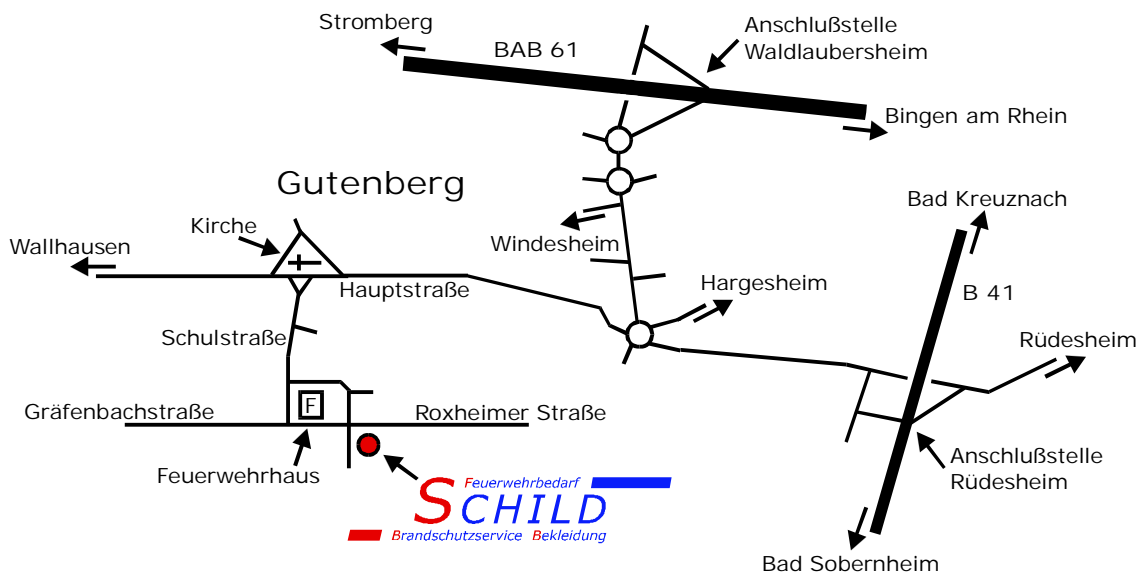 Stromberg
BAB 61
Anschlußstelle
Waldlaubersheim
Bingen am Rhein
Gutenberg
Bad Kreuznach
Kirche
Wallhausen
Windesheim
Hauptstraße
Hargesheim
B 41
Schulstraße
Rüdesheim
F
Gräfenbachstraße
Roxheimer Straße
Feuerwehrhaus
Anschlußstelle
Rüdesheim
Feuerwehrbedarf
SCHILD
Brandschutzservice Bekleidung
Bad Sobernheim